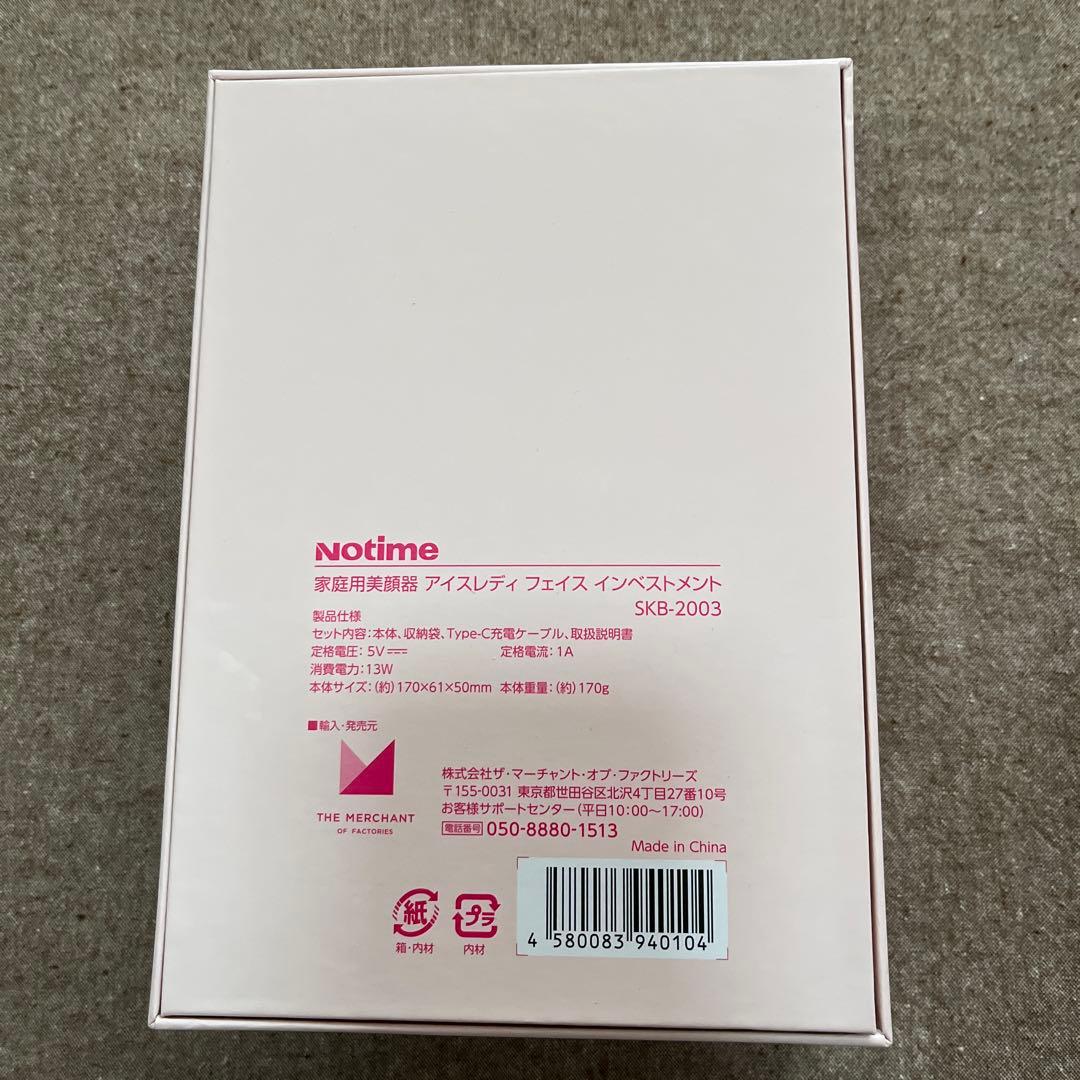 Notime
家庭用美顔器 アイスレディ フェイス インベストメント
SKB-2003
製品仕様
セット内容：本体、収納袋、Type-C充電ケーブル、取扱説明書
定格電圧：5V⎓ 定格電流：1A
消費電力：13W
本体サイズ：(約)170×61×50mm 本体重量：(約)170g
■輸入・発売元
THE MERCHANT
OF FACTORIES
株式会社ザ・マーチャント・オブ・ファクトリーズ
〒155-0031 東京都世田谷区北沢4丁目27番10号
お客様サポートセンター(平日10：00〜17：00)
電話番号 050-8880-1513
Made in China
紙
箱・内材
プラ
内材
4 580083 940104